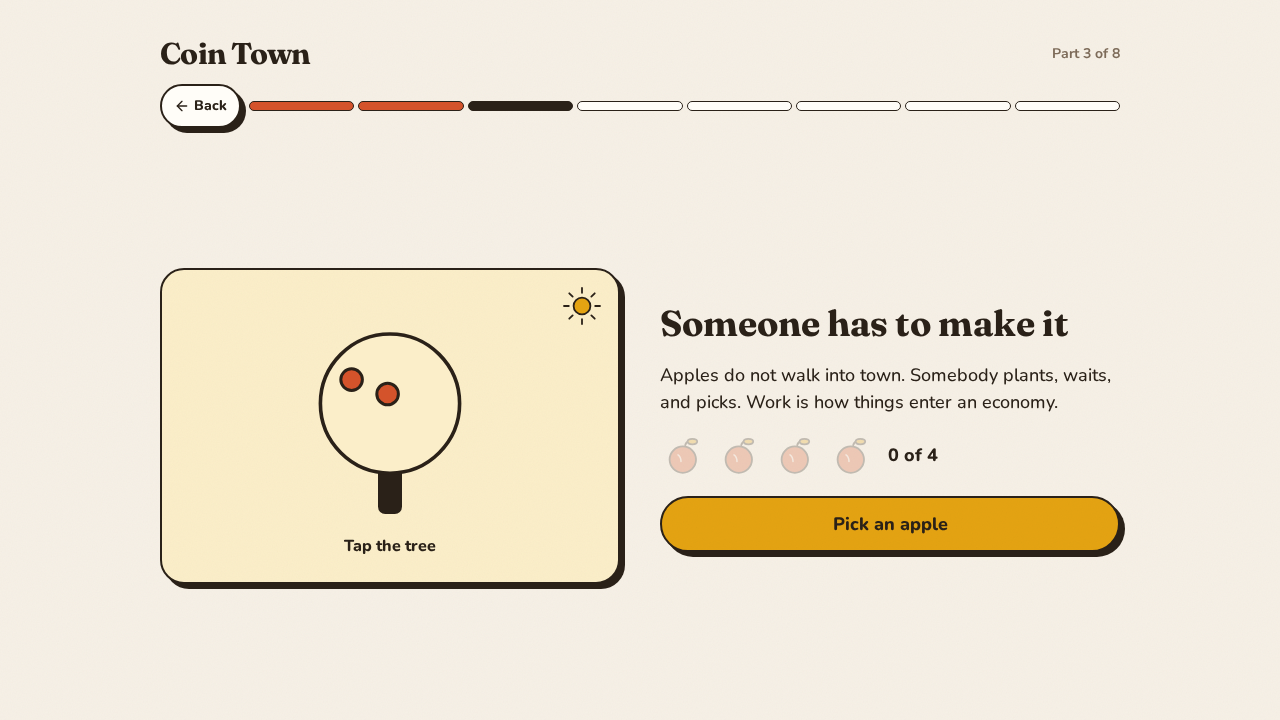 Coin Town
Part 3 of 8
Back
Tap the tree
Someone has to make it
Apples do not walk into town. Somebody plants, waits,
and picks. Work is how things enter an economy.
0 of 4
Pick an apple